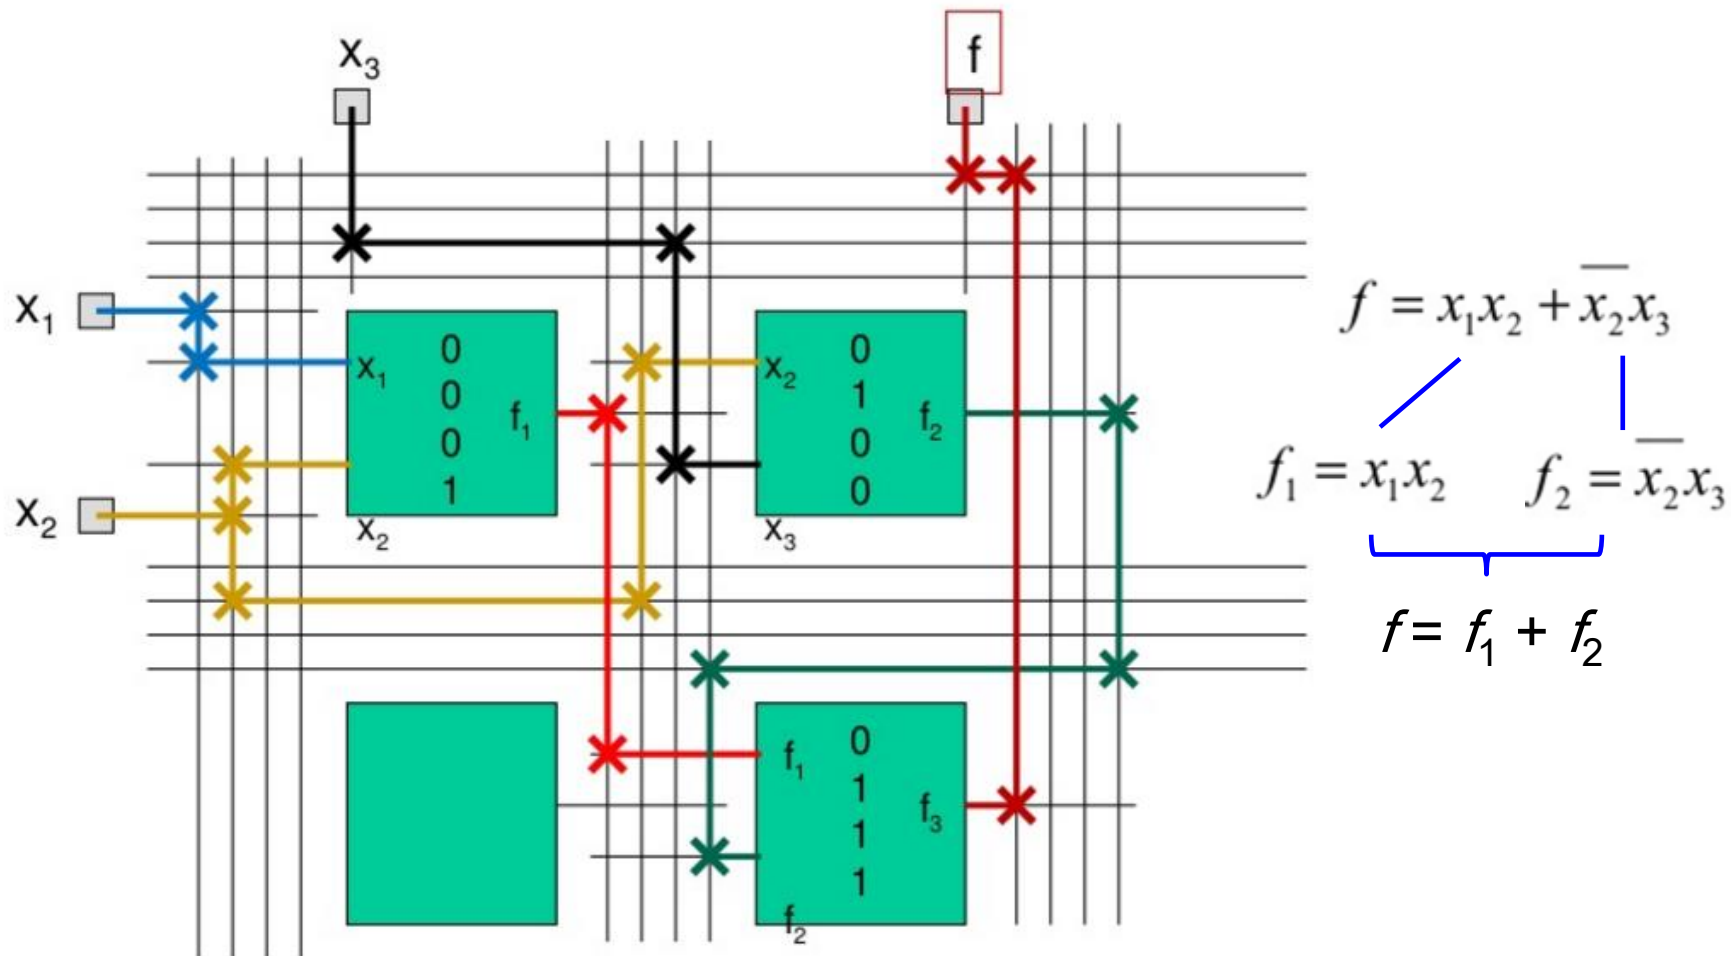 x₃
f
x₁
x₁
0
0
0
1
f₁
x₂
x₂
x₂
0
1
0
0
f₂
x₃
f₁
0
1
1
1
f₃
f₂
f = x₁x₂ + x̅₂x₃
f₁ = x₁x₂
f₂ = x̅₂x₃
f = f₁ + f₂